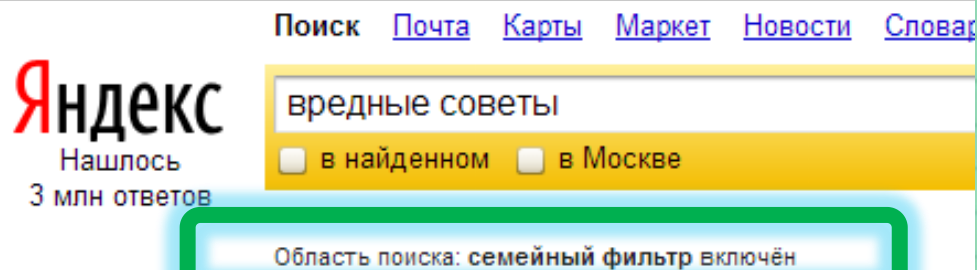 Поиск Почта Карты Маркет Новости
Яндекс
вредные советы
в найденном в Москве
Нашлось
3 млн ответов
Область поиска: семейный фильтр включён